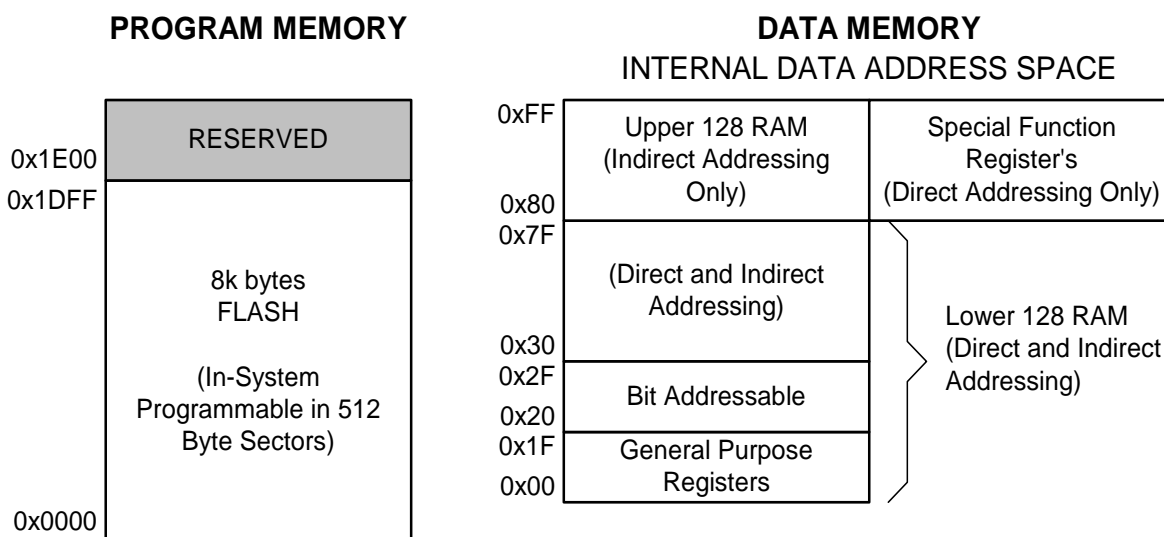 PROGRAM MEMORY
RESERVED
0x1E00
0x1DFF
8k bytes
FLASH
(In-System
Programmable in 512
Byte Sectors)
0x0000
DATA MEMORY
INTERNAL DATA ADDRESS SPACE
0xFF
Upper 128 RAM
(Indirect Addressing
Only)
0x80
Special Function
Register's
(Direct Addressing Only)
0x7F
(Direct and Indirect
Addressing)
0x30
0x2F
Bit Addressable
0x20
0x1F
General Purpose
Registers
0x00
Lower 128 RAM
(Direct and Indirect
Addressing)